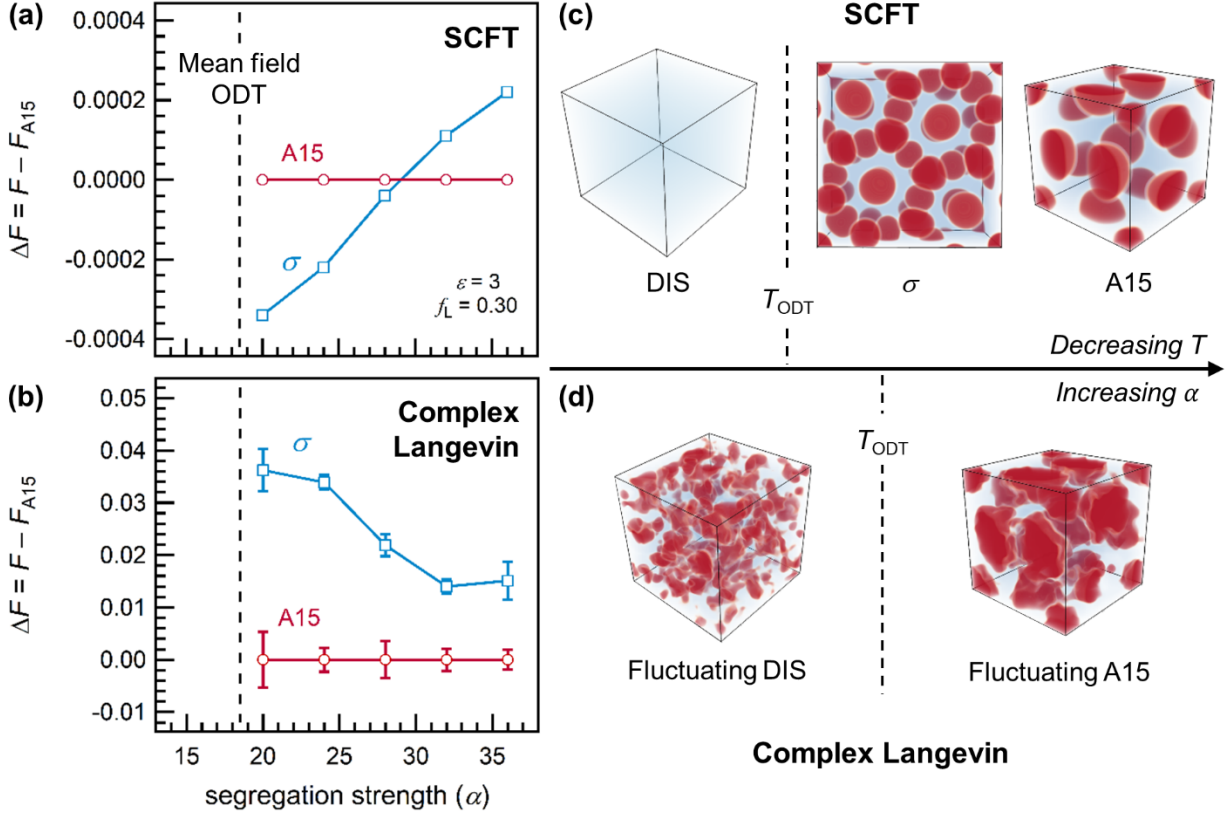 (a)
SCFT
Mean field
ODT
A15
σ
ε = 3
f_L = 0.30
ΔF = F − F_A15
0.0004
0.0002
0.0000
-0.0002
-0.0004
(b)
Complex
Langevin
σ
A15
ΔF = F − F_A15
0.06
0.05
0.04
0.03
0.02
0.01
0.00
-0.01
15
20
25
30
35
segregation strength (α)
(c)
SCFT
DIS
σ
A15
T_ODT
Decreasing T
Increasing α
(d)
T_ODT
Fluctuating DIS
Fluctuating A15
Complex Langevin